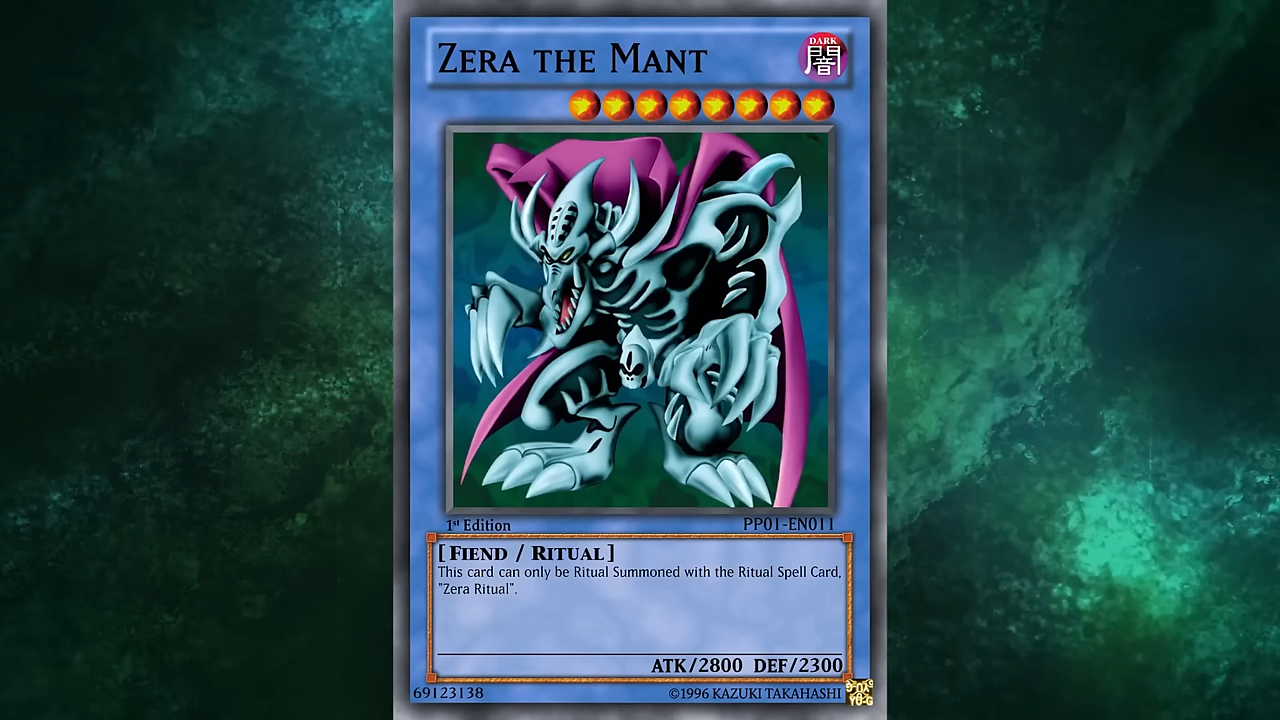 Zera the Mant
DARK
闇
1st Edition
PP01-EN011
[Fiend / Ritual]
This card can only be Ritual Summoned with the Ritual Spell Card,
"Zera Ritual".
ATK/2800 DEF/2300
69123138
©1996 KAZUKI TAKAHASHI